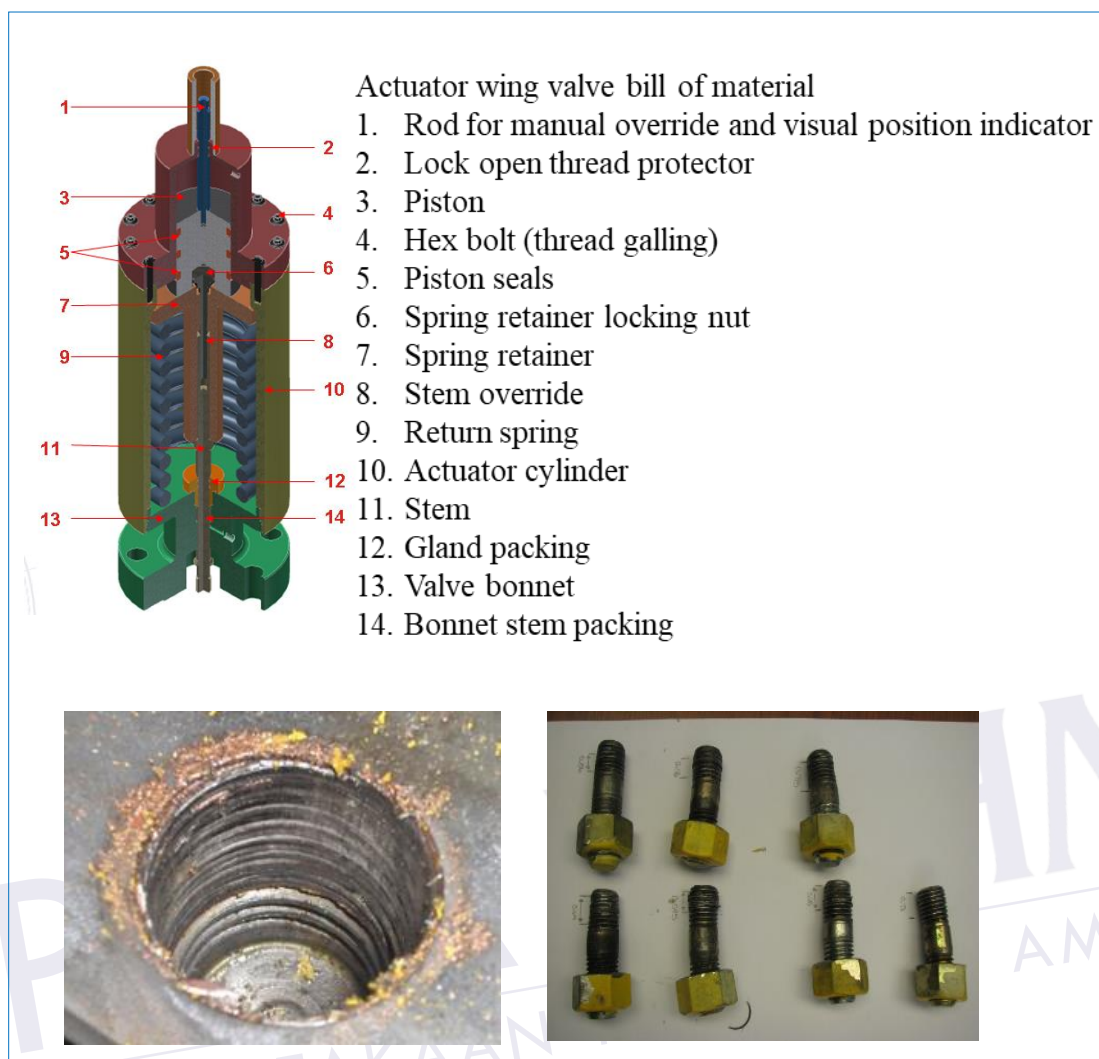 Actuator wing valve bill of material
1. Rod for manual override and visual position indicator
2. Lock open thread protector
3. Piston
4. Hex bolt (thread galling)
5. Piston seals
6. Spring retainer locking nut
7. Spring retainer
8. Stem override
9. Return spring
10. Actuator cylinder
11. Stem
12. Gland packing
13. Valve bonnet
14. Bonnet stem packing
1
2
3
4
5
6
7
8
9
10
11
12
13
14